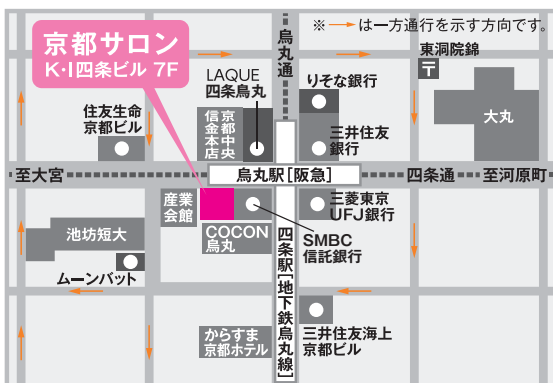 ※→は一方通行を示す方向です。
京都サロン
K・I四条ビル 7F
烏丸通
東洞院錦
〒
LAQUE
四条烏丸
りそな銀行
大丸
住友生命
京都ビル
京都中央
信金本店
三井住友
銀行
至大宮
烏丸駅[阪急]
四条通
至河原町
産業
会館
三菱東京
UFJ銀行
池坊短大
COCON
烏丸
SMBC
信託銀行
四条駅[地下鉄烏丸線]
ムーンバット
からすま
京都ホテル
三井住友海上
京都ビル